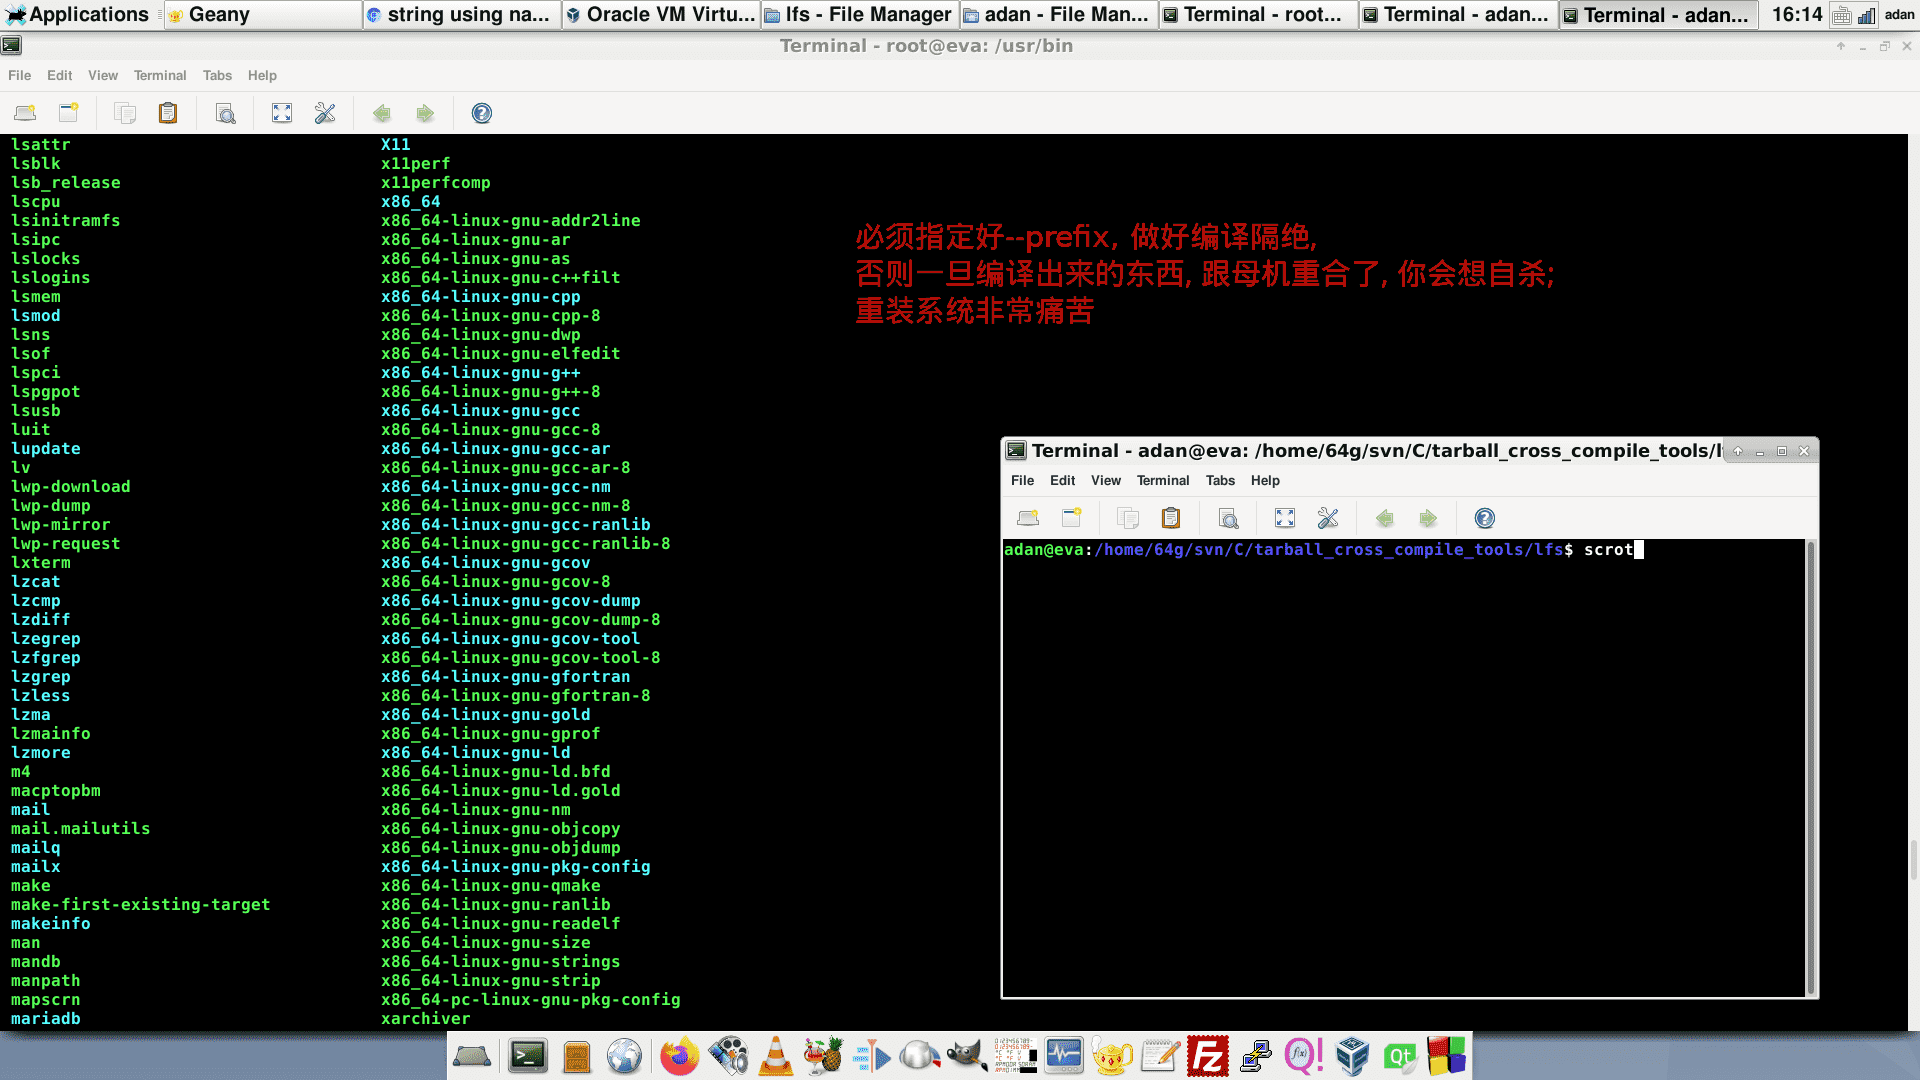 Applications
Geany
string using na...
Oracle VM Virtu...
lfs - File Manager
adan - File Man...
Terminal - root...
Terminal - adan...
Terminal - adan...
16:14
adan
Terminal - root@eva: /usr/bin
File Edit View Terminal Tabs Help
lsattr
lsblk
lsb_release
lscpu
lsinitramfs
lsipc
lslocks
lslogins
lsmem
lsmod
lsns
lsof
lspci
lspgpot
lsusb
luit
lupdate
lv
lwp-download
lwp-dump
lwp-mirror
lwp-request
lxterm
lzcat
lzcmp
lzdiff
lzegrep
lzfgrep
lzgrep
lzless
lzma
lzmainfo
lzmore
m4
macptopbm
mail
mail.mailutils
mailq
mailx
make
make-first-existing-target
makeinfo
man
mandb
manpath
mapscrn
mariadb
X11
x11perf
x11perfcomp
x86_64
x86_64-linux-gnu-addr2line
x86_64-linux-gnu-ar
x86_64-linux-gnu-as
x86_64-linux-gnu-c++filt
x86_64-linux-gnu-cpp
x86_64-linux-gnu-cpp-8
x86_64-linux-gnu-dwp
x86_64-linux-gnu-elfedit
x86_64-linux-gnu-g++
x86_64-linux-gnu-g++-8
x86_64-linux-gnu-gcc
x86_64-linux-gnu-gcc-8
x86_64-linux-gnu-gcc-ar
x86_64-linux-gnu-gcc-ar-8
x86_64-linux-gnu-gcc-nm
x86_64-linux-gnu-gcc-nm-8
x86_64-linux-gnu-gcc-ranlib
x86_64-linux-gnu-gcc-ranlib-8
x86_64-linux-gnu-gcov
x86_64-linux-gnu-gcov-8
x86_64-linux-gnu-gcov-dump
x86_64-linux-gnu-gcov-dump-8
x86_64-linux-gnu-gcov-tool
x86_64-linux-gnu-gcov-tool-8
x86_64-linux-gnu-gfortran
x86_64-linux-gnu-gfortran-8
x86_64-linux-gnu-gold
x86_64-linux-gnu-gprof
x86_64-linux-gnu-ld
x86_64-linux-gnu-ld.bfd
x86_64-linux-gnu-ld.gold
x86_64-linux-gnu-nm
x86_64-linux-gnu-objcopy
x86_64-linux-gnu-objdump
x86_64-linux-gnu-pkg-config
x86_64-linux-gnu-qmake
x86_64-linux-gnu-ranlib
x86_64-linux-gnu-readelf
x86_64-linux-gnu-size
x86_64-linux-gnu-strings
x86_64-linux-gnu-strip
x86_64-pc-linux-gnu-pkg-config
xarchiver
必须指定好--prefix, 做好编译隔绝,
否则一旦编译出来的东西, 跟母机重合了, 你会想自杀;
重装系统非常痛苦
Terminal - adan@eva: /home/64g/svn/C/tarball_cross_compile_tools/l
File Edit View Terminal Tabs Help
adan@eva:/home/64g/svn/C/tarball_cross_compile_tools/lfs$ scrot
Fz
Qt